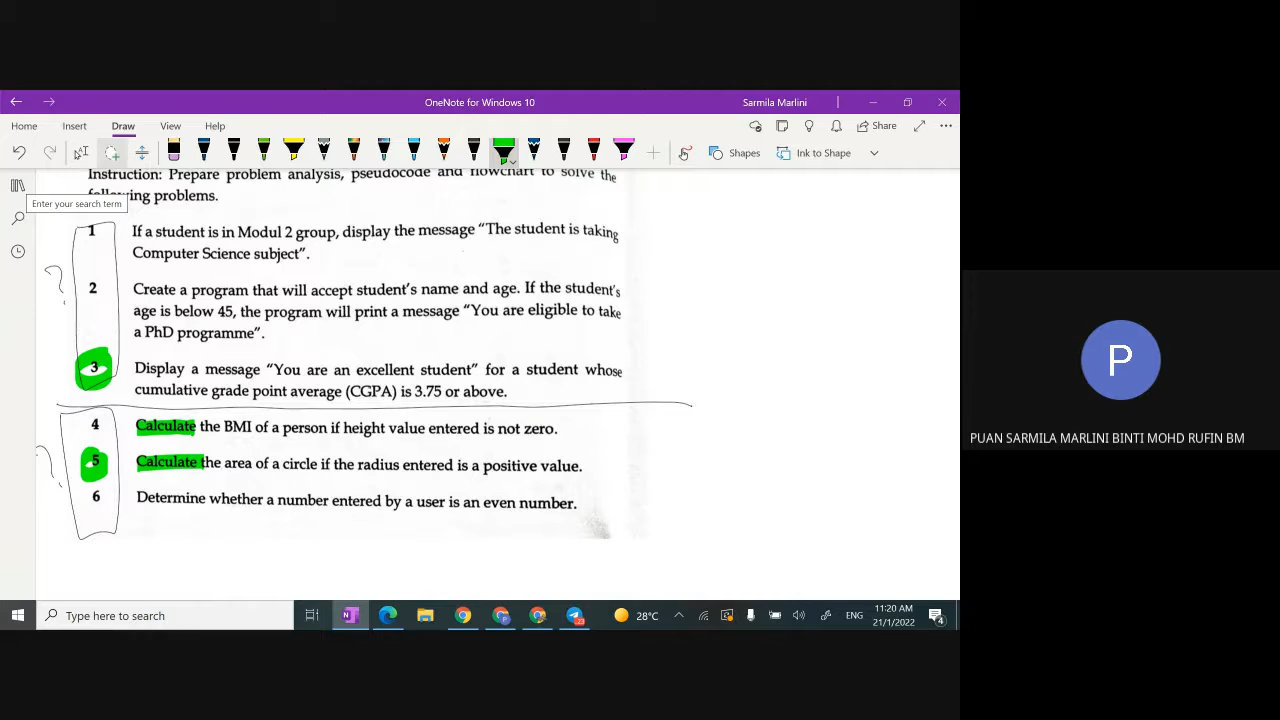 OneNote for Windows 10
Sarmila Marlini
Home
Insert
Draw
View
Help
Share
Shapes
Ink to Shape
Instruction: Prepare problem analysis, pseudocode and flowchart to solve the
following problems.
Enter your search term
1 If a student is in Modul 2 group, display the message “The student is taking
Computer Science subject”.
2 Create a program that will accept student’s name and age. If the student’s
age is below 45, the program will print a message “You are eligible to take
a PhD programme”.
3 Display a message “You are an excellent student” for a student whose
cumulative grade point average (CGPA) is 3.75 or above.
4 Calculate the BMI of a person if height value entered is not zero.
5 Calculate the area of a circle if the radius entered is a positive value.
6 Determine whether a number entered by a user is an even number.
?
?
P
PUAN SARMILA MARLINI BINTI MOHD RUFIN BM
Type here to search
23
28°C
ENG
11:20 AM
21/1/2022
4